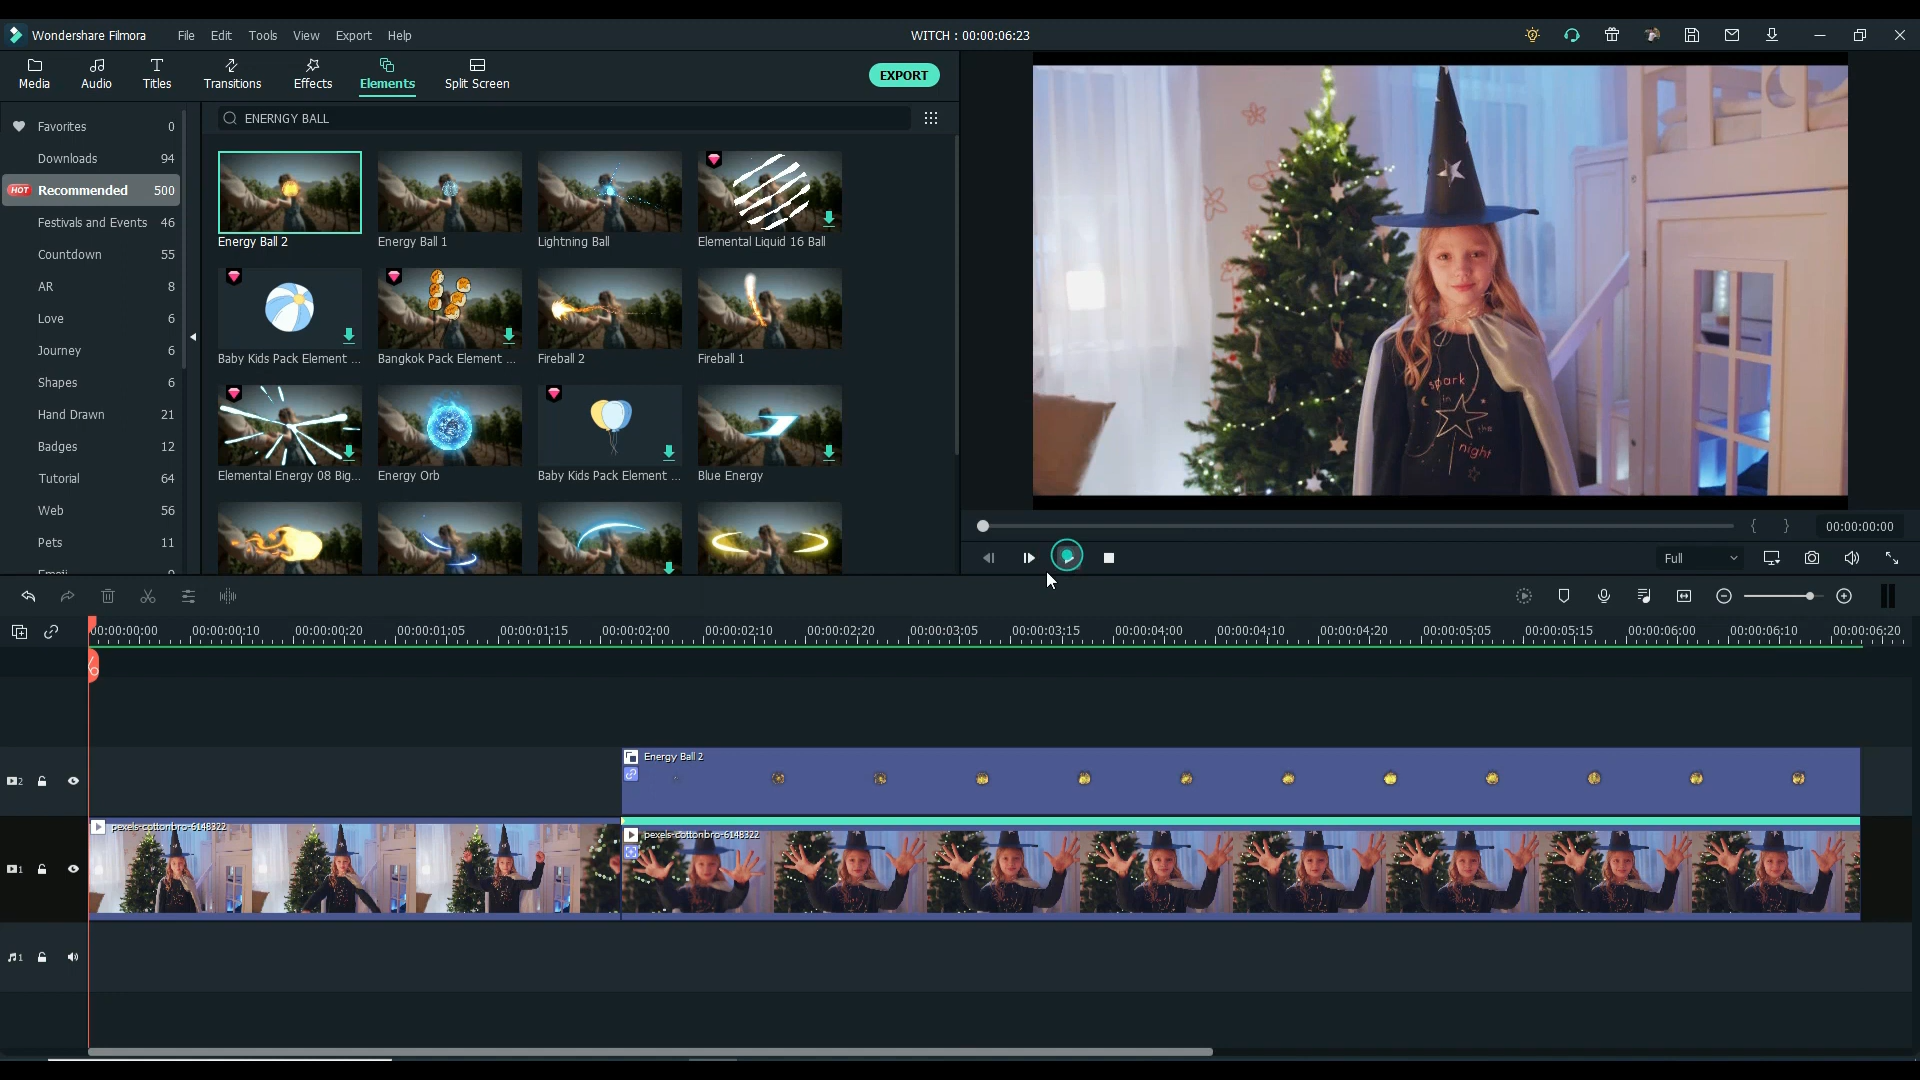 Wondershare Filmora File Edit Tools View Export Help WITCH : 00:00:06:23
Media Audio Titles Transitions Effects Elements Split Screen EXPORT
ENERNGY BALL
Favorites 0
Downloads 94
HOT Recommended 500
Festivals and Events 46
Countdown 55
AR 8
Love 6
Journey 6
Shapes 6
Hand Drawn 21
Badges 12
Tutorial 64
Web 56
Pets 11
Energy Ball 2 Energy Ball 1 Lightning Ball Elemental Liquid 16 Ball
Baby Kids Pack Element ... Bangkok Pack Element ... Fireball 2 Fireball 1
Elemental Energy 08 Big... Energy Orb Baby Kids Pack Element ... Blue Energy
spark
in
the
night
{ } 00:00:00:00
Full
00:00:00:00 00:00:00:10 00:00:00:20 00:00:01:05 00:00:01:15 00:00:02:00 00:00:02:10 00:00:02:20 00:00:03:05 00:00:03:15 00:00:04:00 00:00:04:10 00:00:04:20 00:00:05:05 00:00:05:15 00:00:06:00 00:00:06:10 00:00:06:20
Energy Ball 2
2
pexels-cottonbro-6148322 pexels-cottonbro-6148322
1
1